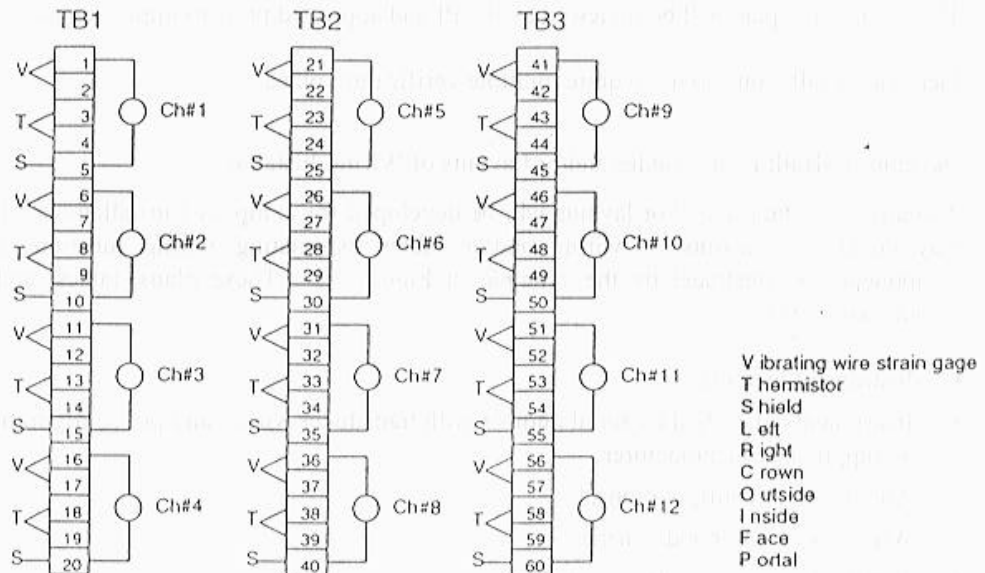 TB1
V
1
2
T
3
4
S
5
Ch#1
V
6
7
T
8
9
S
10
Ch#2
V
11
12
T
13
14
S
15
Ch#3
V
16
17
T
18
19
S
20
Ch#4
TB2
V
21
22
T
23
24
S
25
Ch#5
V
26
27
T
28
29
S
30
Ch#6
V
31
32
T
33
34
S
35
Ch#7
V
36
37
T
38
39
S
40
Ch#8
TB3
V
41
42
T
43
44
S
45
Ch#9
V
46
47
T
48
49
S
50
Ch#10
V
51
52
T
53
54
S
55
Ch#11
V
56
57
T
58
59
S
60
Ch#12
V ibrating wire strain gage
T hermistor
S hield
L eft
R ight
C rown
O utside
I nside
F ace
P ortal